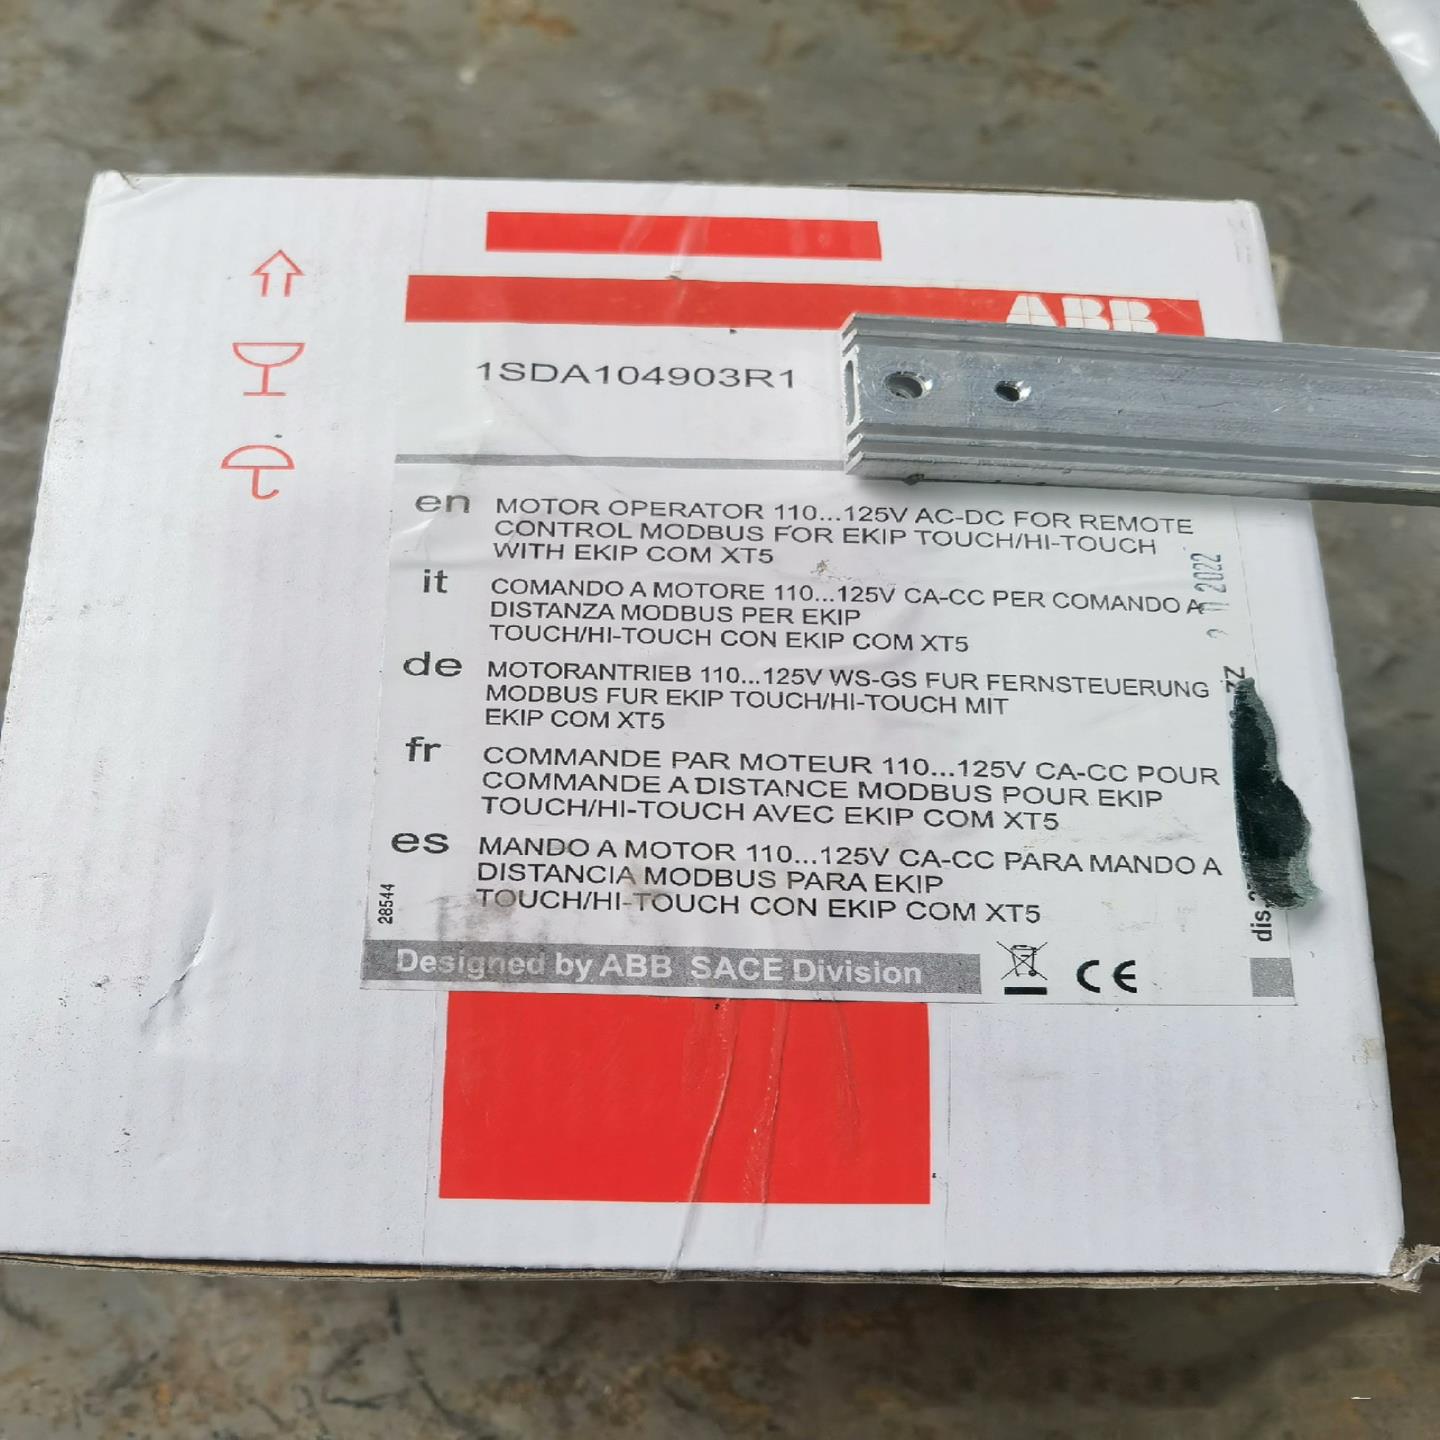 ABB
1SDA104903R1
en MOTOR OPERATOR 110...125V AC-DC FOR REMOTE
CONTROL MODBUS FOR EKIP TOUCH/HI-TOUCH
WITH EKIP COM XT5
it COMANDO A MOTORE 110...125V CA-CC PER COMANDO A
DISTANZA MODBUS PER EKIP
TOUCH/HI-TOUCH CON EKIP COM XT5
de MOTORANTRIEB 110...125V WS-GS FUR FERNSTEUERUNG
MODBUS FUR EKIP TOUCH/HI-TOUCH MIT
EKIP COM XT5
fr COMMANDE PAR MOTEUR 110...125V CA-CC POUR
COMMANDE A DISTANCE MODBUS POUR EKIP
TOUCH/HI-TOUCH AVEC EKIP COM XT5
es MANDO A MOTOR 110...125V CA-CC PARA MANDO A
DISTANCIA MODBUS PARA EKIP
TOUCH/HI-TOUCH CON EKIP COM XT5
28544
2022
dis.
Designed by ABB SACE Division
CE